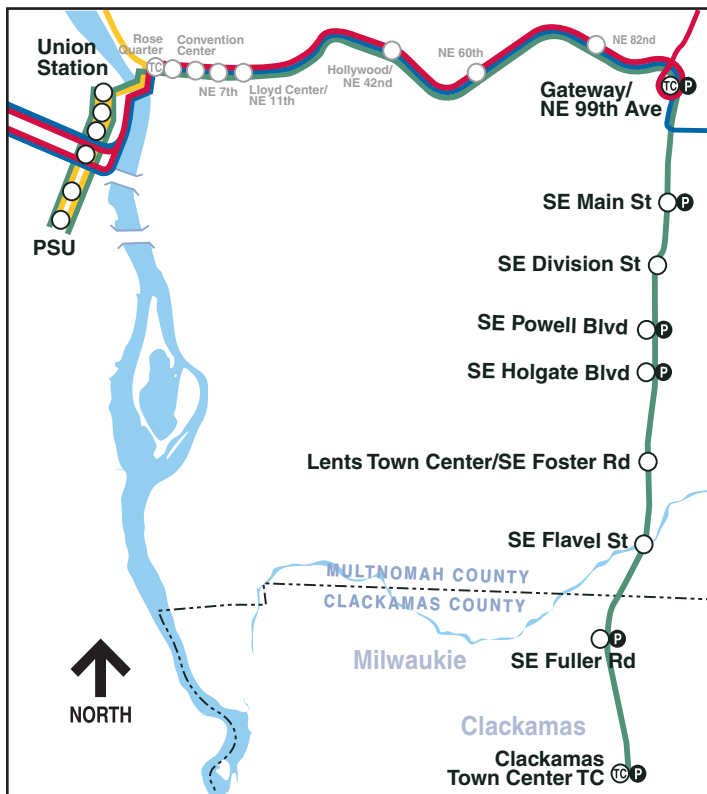 Union
Station
Rose
Quarter
TC
Convention
Center
NE 7th
Lloyd Center/
NE 11th
Hollywood/
NE 42nd
NE 60th
NE 82nd
Gateway/
NE 99th Ave
TC P
PSU
SE Main St P
SE Division St
SE Powell Blvd P
SE Holgate Blvd P
Lents Town Center/SE Foster Rd
SE Flavel St
MULTNOMAH COUNTY
CLACKAMAS COUNTY
P
SE Fuller Rd
Milwaukie
NORTH
Clackamas
Clackamas
Town Center TC
TC P